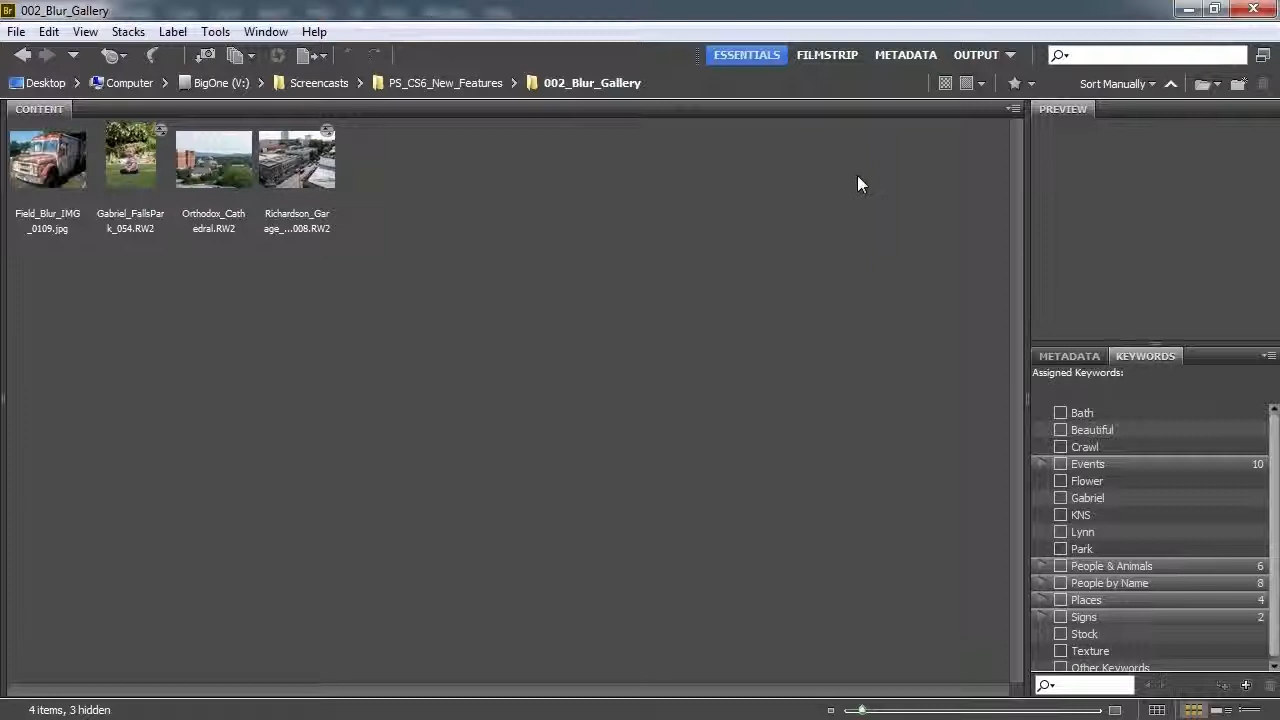 Br 002_Blur_Gallery
File Edit View Stacks Label Tools Window Help
ESSENTIALS FILMSTRIP METADATA OUTPUT
Desktop Computer BigOne (V:) Screencasts PS_CS6_New_Features 002_Blur_Gallery Sort Manually
CONTENT
PREVIEW
Field_Blur_IMG
_0109.jpg
Gabriel_FallsPar
k_054.RW2
Orthodox_Cath
edral.RW2
Richardson_Gar
age_...008.RW2
METADATA KEYWORDS
Assigned Keywords:
Bath
Beautiful
Crawl
Events 10
Flower
Gabriel
KNS
Lynn
Park
People & Animals 6
People by Name 8
Places 4
Signs 2
Stock
Texture
Other Keywords
4 items, 3 hidden